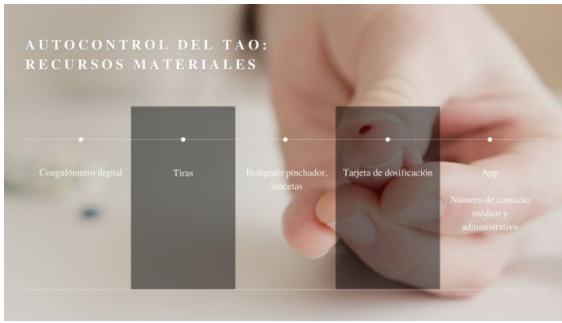 AUTOCONTROL DEL TAO:
RECURSOS MATERIALES
Coagulómetro digital
Tiras
Bolígrafo pinchador,
lancetas
Tarjeta de dosificación
App
Número de contacto
médico y
administrativo